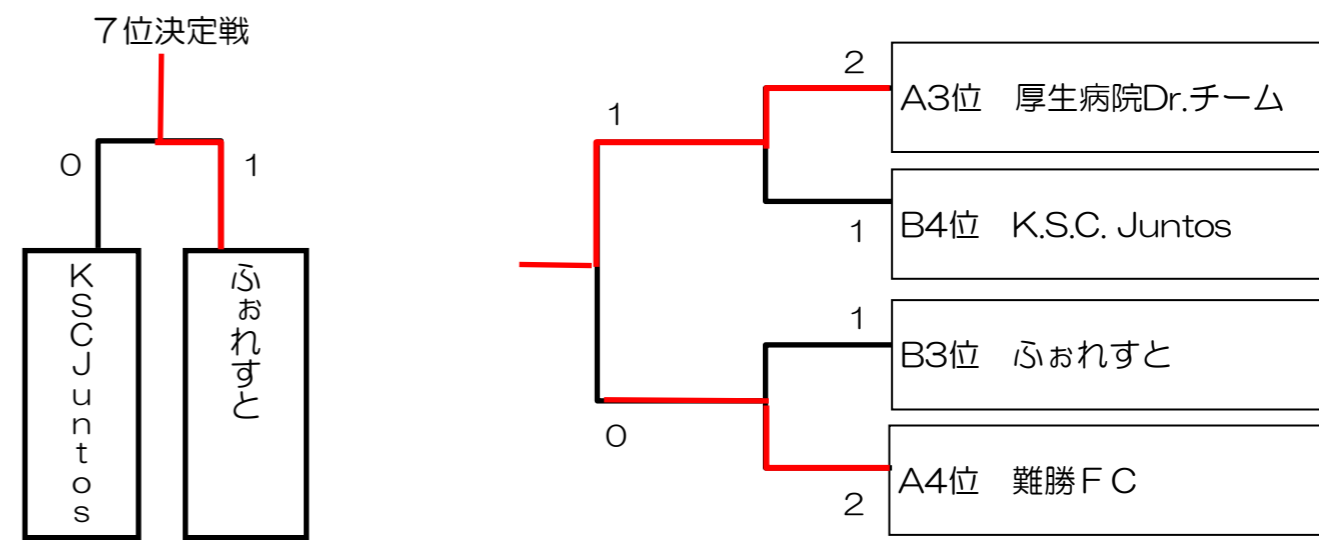 ７位決定戦
0
1
KSCJuntos
ふぉれすと
1
0
2
A3位　厚生病院Dr.チーム
1
B4位　K.S.C. Juntos
1
B3位　ふぉれすと
2
A4位　難勝ＦＣ